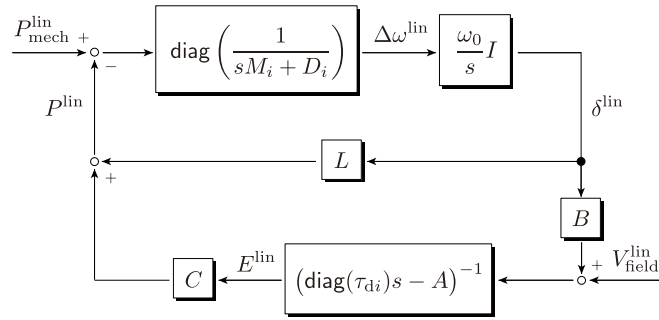 P^lin_mech + − diag(1/(sM_i + D_i)) Δω^lin ω_0/s I
P^lin δ^lin
L
+
B
C E^lin (diag(τ_di)s − A)^−1 + V^lin_field